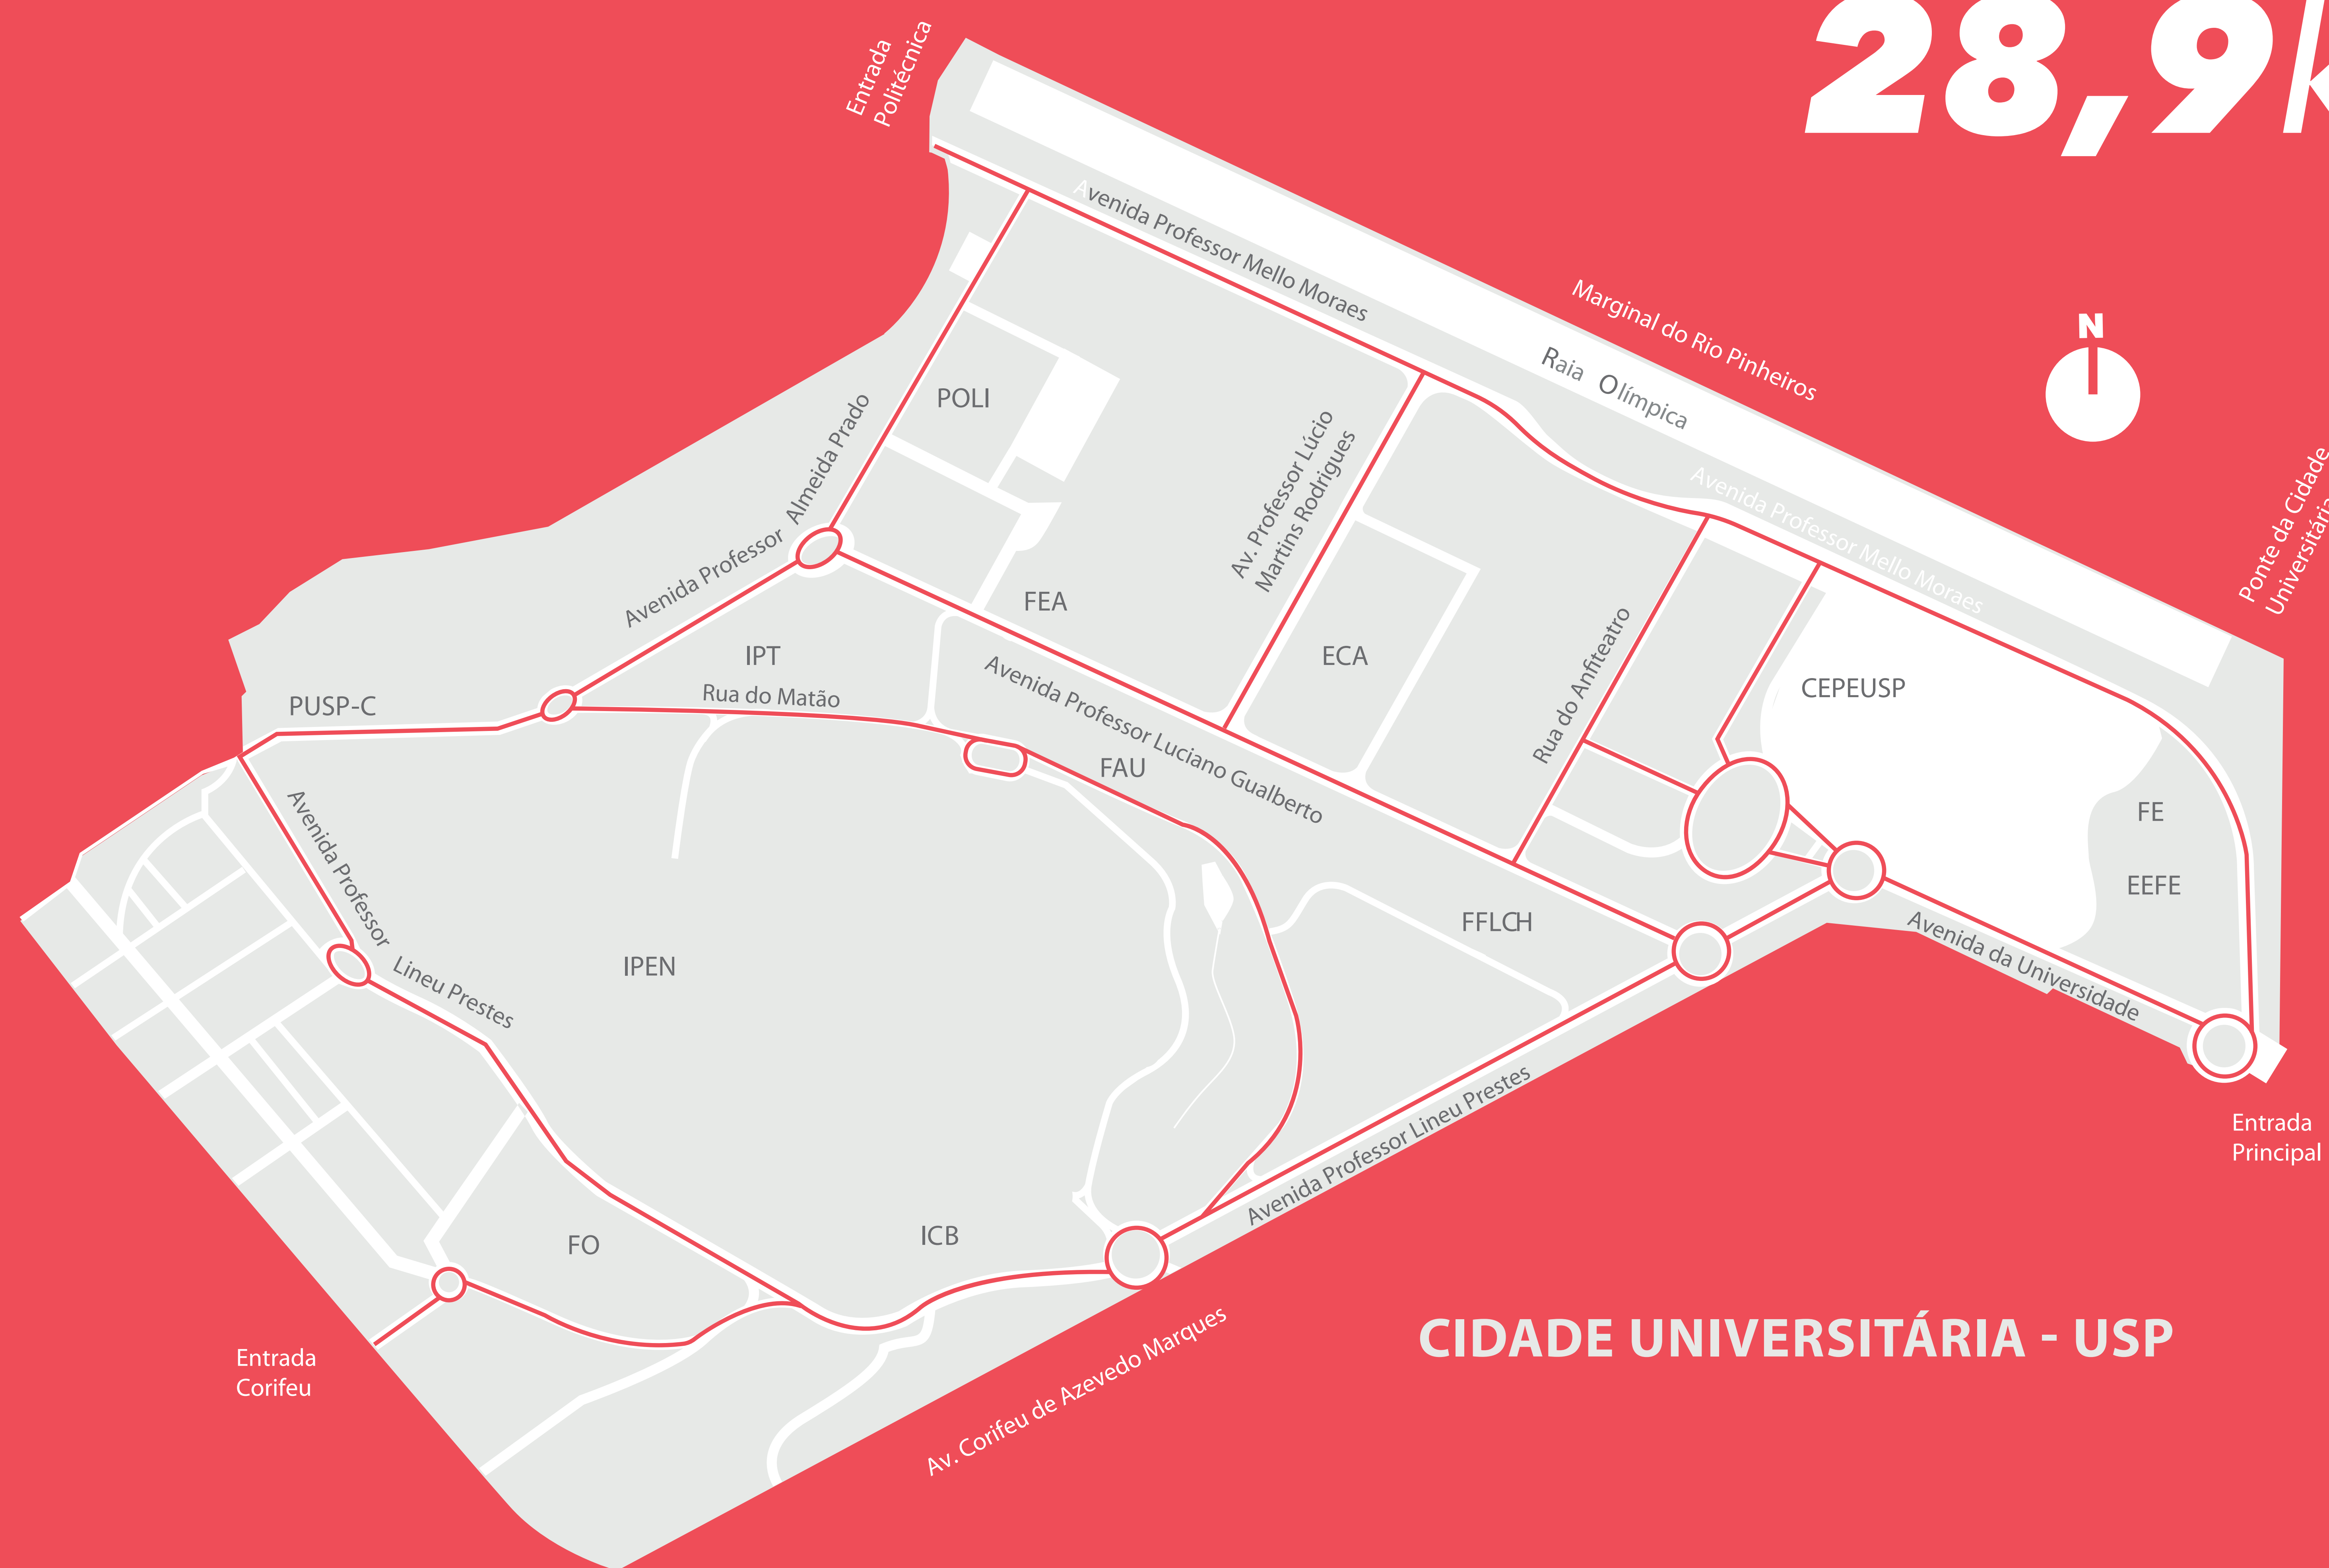 28,9k
Entrada
Politécnica
Avenida Professor Mello Moraes
Marginal do Rio Pinheiros
N
Raia Olímpica
POLI
Avenida Professor Almeida Prado
Av. Professor Lúcio
Martins Rodrigues
Avenida Professor Mello Moraes
Ponte da Cidade
Universitária
FEA
IPT
ECA
Rua do Anfiteatro
CEPEUSP
Rua do Matão
PUSP-C
Avenida Professor Luciano Gualberto
FAU
FE
EEFE
Avenida Professor Lineu Prestes
FFLCH
Avenida da Universidade
IPEN
Avenida Professor Lineu Prestes
Entrada
Principal
ICB
FO
CIDADE UNIVERSITÁRIA - USP
Entrada
Corifeu
Av. Corifeu de Azevedo Marques